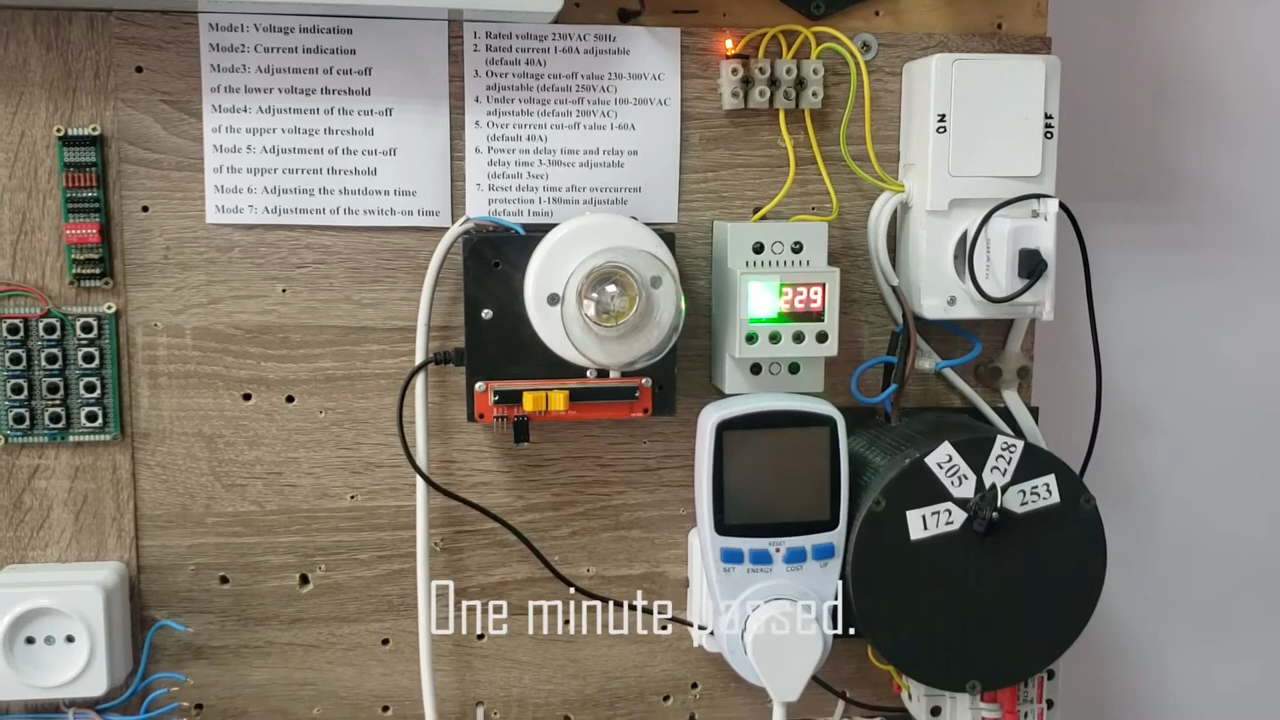 Mode1: Voltage indication
Mode2: Current indication
Mode3: Adjustment of cut-off
of the lower voltage threshold
Mode4: Adjustment of the cut-off
of the upper voltage threshold
Mode 5: Adjustment of the cut-off
of the upper current threshold
Mode 6: Adjusting the shutdown time
Mode 7: Adjustment of the switch-on time
1. Rated voltage 230VAC 50Hz
2. Rated current 1-60A adjustable
(default 40A)
3. Over voltage cut-off value 230-300VAC
adjustable (default 250VAC)
4. Under voltage cut-off value 100-200VAC
adjustable (default 200VAC)
5. Over current cut-off value 1-60A
(default 40A)
6. Power on delay time and relay on
delay time 3-300sec adjustable
(default 3sec)
7. Reset delay time after overcurrent
protection 1-180min adjustable
(default 1min)
ON
OFF
229
205
228
253
172
RESET
SET
ENERGY
COST
UP
One minute passed.